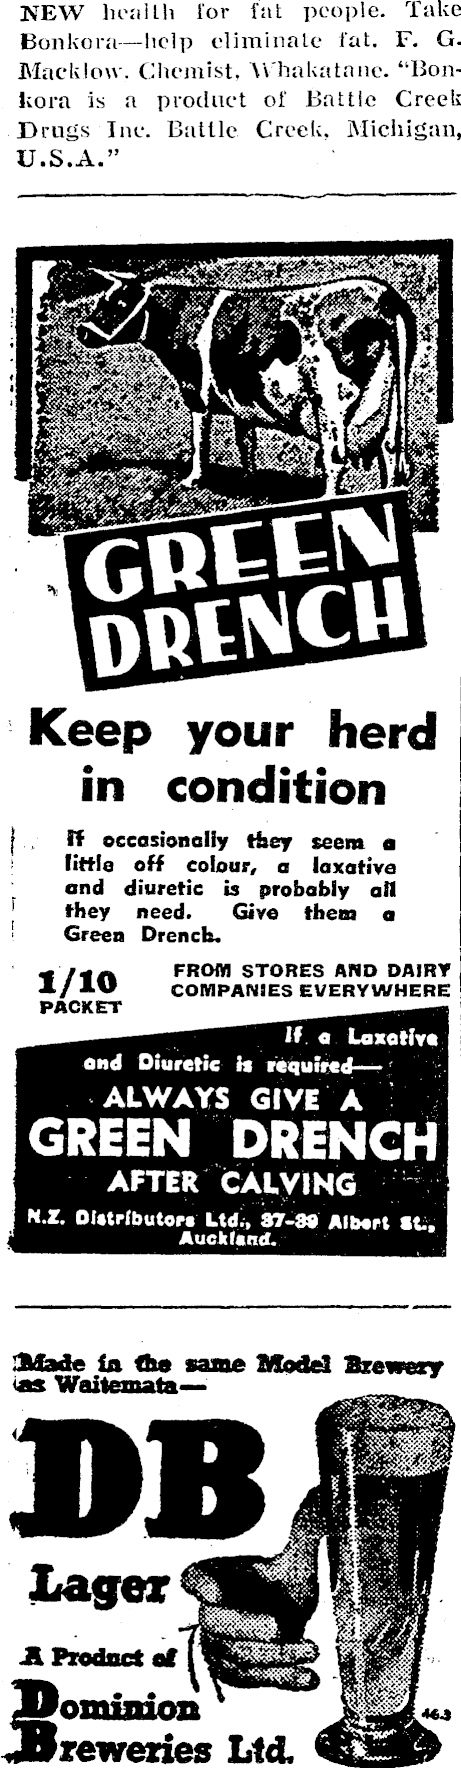 NEW health for fat people. Take
Bonkora—help eliminate fat. F. G.
Macklow. Chemist, Whakatane. "Bon-
kora is a product of Battle Creek
Drugs Inc. Battle Creek, Michigan,
U.S.A."
GREEN
DRENCH
Keep your herd
in condition
If occasionally they seem a
little off colour, a laxative
and diuretic is probably all
they need. Give them a
Green Drench.
1/10
PACKET
FROM STORES AND DAIRY
COMPANIES EVERYWHERE
If a Laxative
and Diuretic is required—
ALWAYS GIVE A
GREEN DRENCH
AFTER CALVING
N.Z. Distributors Ltd., 37-39 Albert St.,
Auckland.
Made in the same Model Brewery
as Waitemata—
DB
Lager
A Product of
Dominion
Breweries Ltd.
46.3